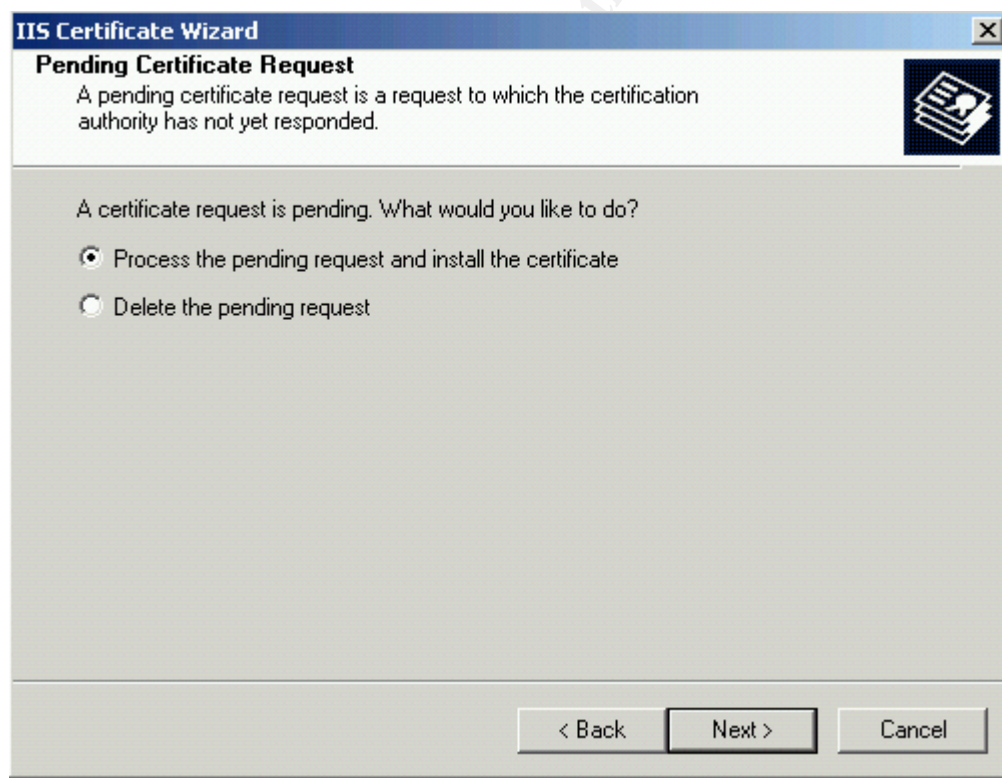 IIS Certificate Wizard
Pending Certificate Request
A pending certificate request is a request to which the certification
authority has not yet responded.
A certificate request is pending. What would you like to do?
Process the pending request and install the certificate
Delete the pending request
< Back Next > Cancel